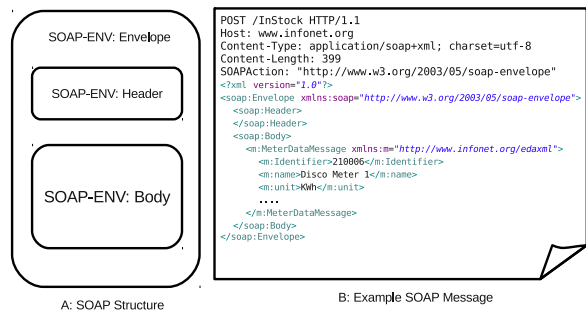 SOAP-ENV: Envelope
SOAP-ENV: Header
SOAP-ENV: Body
A: SOAP Structure
POST /InStock HTTP/1.1
Host: www.infonet.org
Content-Type: application/soap+xml; charset=utf-8
Content-Length: 399
SOAPAction: "http://www.w3.org/2003/05/soap-envelope"
<?xml version="1.0"?>
<soap:Envelope xmlns:soap="http://www.w3.org/2003/05/soap-envelope">
<soap:Header>
</soap:Header>
<soap:Body>
<m:MeterDataMessage xmlns:m="http://www.infonet.org/edaxml">
<m:Identifier>210006</m:Identifier>
<m:name>Disco Meter 1</m:name>
<m:unit>KWh</m:unit>
....
</m:MeterDataMessage>
</soap:Body>
</soap:Envelope>
B: Example SOAP Message